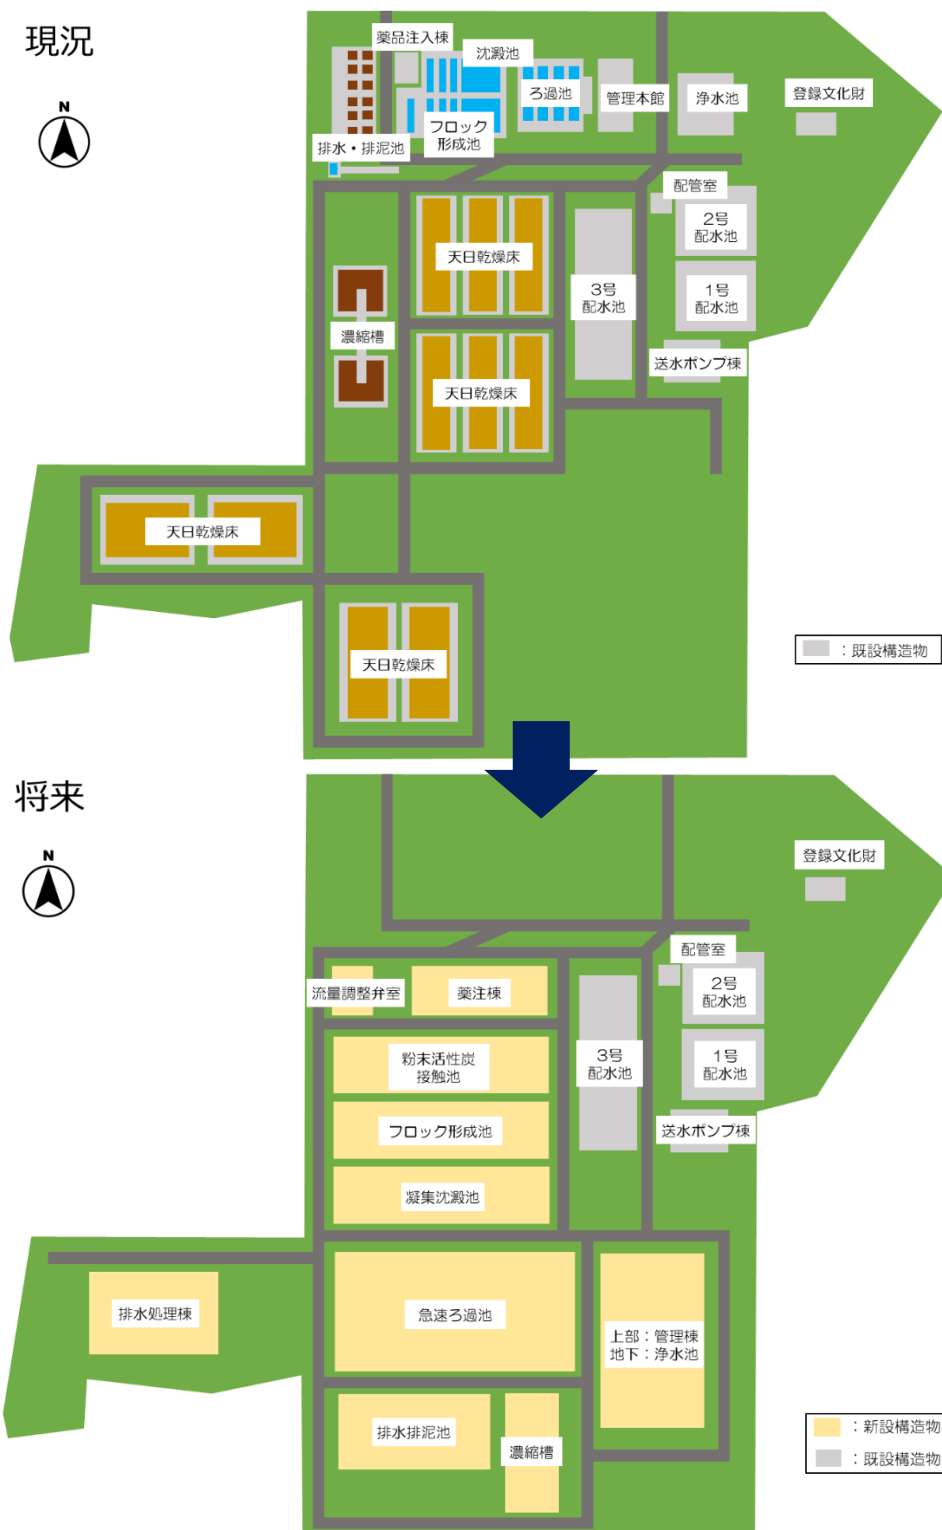 現況
N
薬品注入棟
沈澱池
ろ過池
管理本館
浄水池
登録文化財
フロック
形成池
排水・排泥池
配管室
2号
配水池
天日乾燥床
3号
配水池
1号
配水池
濃縮槽
送水ポンプ棟
天日乾燥床
天日乾燥床
：既設構造物
天日乾燥床
将来
N
登録文化財
配管室
流量調整弁室
薬注棟
2号
配水池
粉末活性炭
接触池
3号
配水池
1号
配水池
フロック形成池
送水ポンプ棟
凝集沈澱池
排水処理棟
急速ろ過池
上部：管理棟
地下：浄水池
排水排泥池
濃縮槽
：新設構造物
：既設構造物